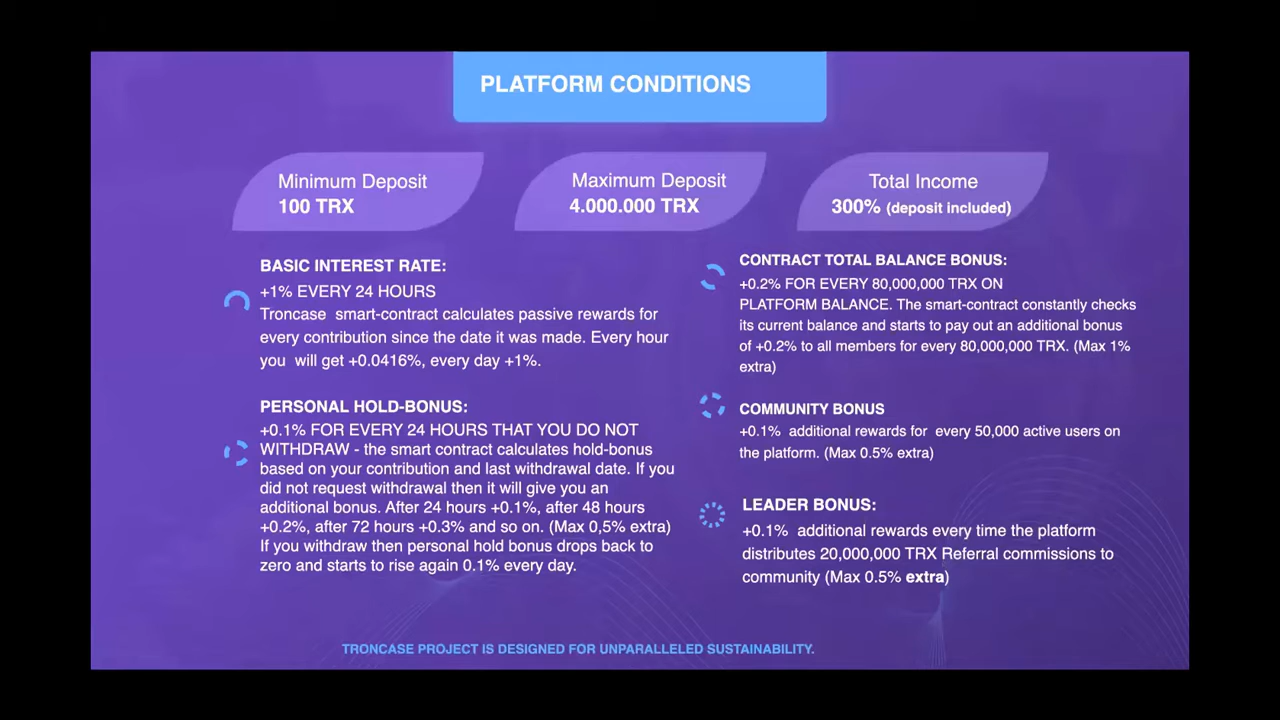 PLATFORM CONDITIONS
Minimum Deposit
100 TRX
Maximum Deposit
4.000.000 TRX
Total Income
300% (deposit included)
BASIC INTEREST RATE:
+1% EVERY 24 HOURS
Troncase smart-contract calculates passive rewards for
every contribution since the date it was made. Every hour
you will get +0.0416%, every day +1%.
PERSONAL HOLD-BONUS:
+0.1% FOR EVERY 24 HOURS THAT YOU DO NOT
WITHDRAW - the smart contract calculates hold-bonus
based on your contribution and last withdrawal date. If you
did not request withdrawal then it will give you an
additional bonus. After 24 hours +0.1%, after 48 hours
+0.2%, after 72 hours +0.3% and so on. (Max 0,5% extra)
If you withdraw then personal hold bonus drops back to
zero and starts to rise again 0.1% every day.
CONTRACT TOTAL BALANCE BONUS:
+0.2% FOR EVERY 80,000,000 TRX ON
PLATFORM BALANCE. The smart-contract constantly checks
its current balance and starts to pay out an additional bonus
of +0.2% to all members for every 80,000,000 TRX. (Max 1%
extra)
COMMUNITY BONUS
+0.1% additional rewards for every 50,000 active users on
the platform. (Max 0.5% extra)
LEADER BONUS:
+0.1% additional rewards every time the platform
distributes 20,000,000 TRX Referral commissions to
community (Max 0.5% extra)
TRONCASE PROJECT IS DESIGNED FOR UNPARALLELED SUSTAINABILITY.